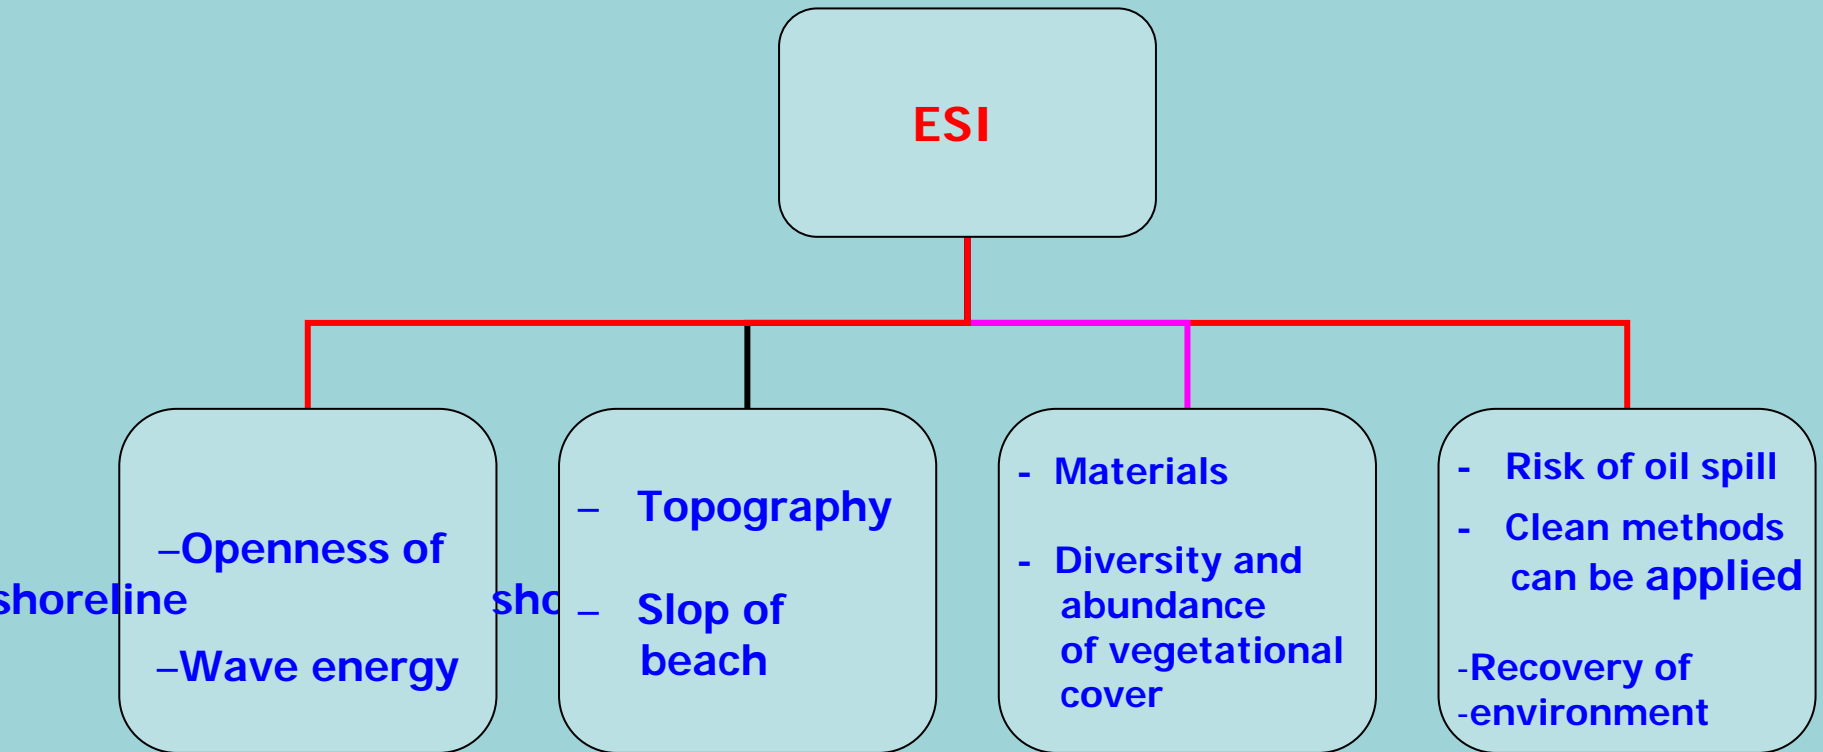 ESI
–Openness of
shoreline
–Wave energy
sho
– Topography
– Slop of
beach
- Materials
- Diversity and
abundance
of vegetational
cover
- Risk of oil spill
- Clean methods
can be applied
-Recovery of
-environment